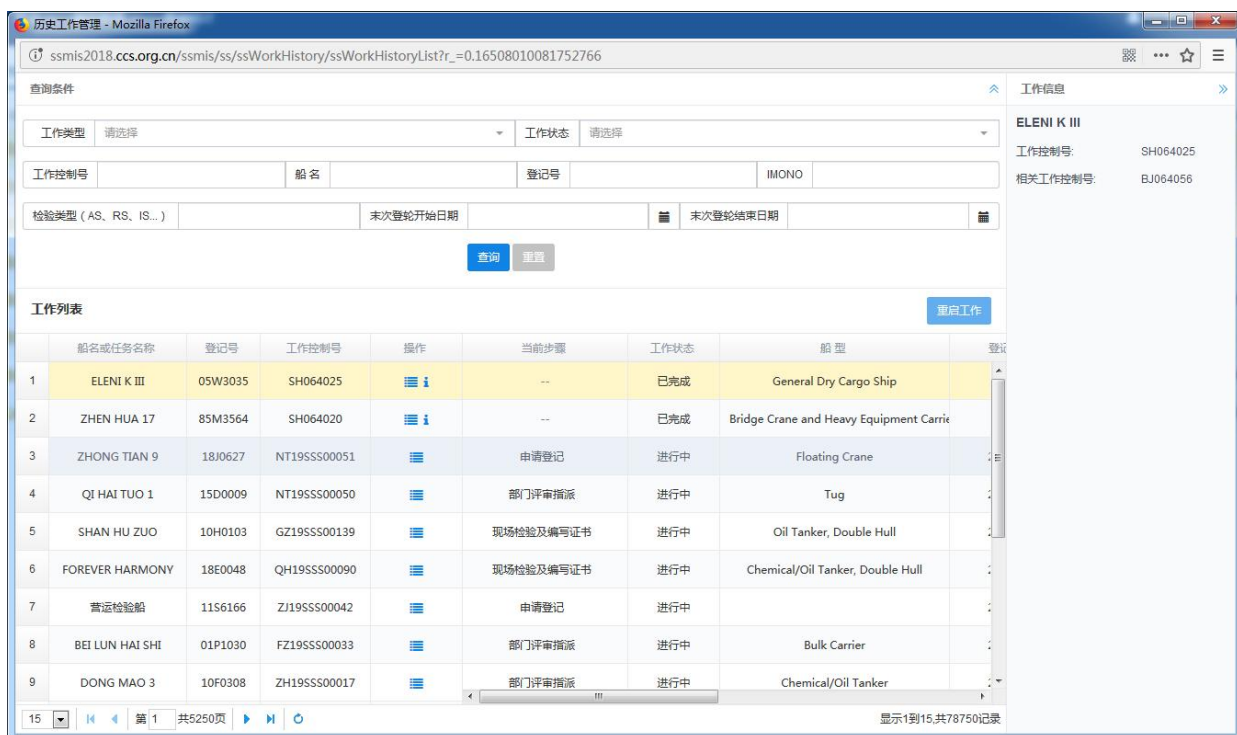 历史工作管理 - Mozilla Firefox
ssmis2018.ccs.org.cn/ssmis/ss/ssWorkHistory/ssWorkHistoryList?r_=0.16508010081752766
查询条件
工作类型 请选择 工作状态 请选择
工作控制号 船 名 登记号 IMONO
检验类型（AS、RS、IS...） 末次登轮开始日期 末次登轮结束日期
查询 重置
工作列表 重启工作
船名或任务名称 登记号 工作控制号 操作 当前步骤 工作状态 船 型 登记
1 ELENI K III 05W3035 SH064025 -- 已完成 General Dry Cargo Ship
2 ZHEN HUA 17 85M3564 SH064020 -- 已完成 Bridge Crane and Heavy Equipment Carrie
3 ZHONG TIAN 9 18J0627 NT19SSS00051 申请登记 进行中 Floating Crane
4 QI HAI TUO 1 15D0009 NT19SSS00050 部门评审指派 进行中 Tug
5 SHAN HU ZUO 10H0103 GZ19SSS00139 现场检验及编写证书 进行中 Oil Tanker, Double Hull
6 FOREVER HARMONY 18E0048 QH19SSS00090 现场检验及编写证书 进行中 Chemical/Oil Tanker, Double Hull
7 营运检验船 11S6166 ZJ19SSS00042 申请登记 进行中
8 BEI LUN HAI SHI 01P1030 FZ19SSS00033 部门评审指派 进行中 Bulk Carrier
9 DONG MAO 3 10F0308 ZH19SSS00017 部门评审指派 进行中 Chemical/Oil Tanker
15 第 1 共5250页 显示1到15,共78750记录
工作信息
ELENI K III
工作控制号: SH064025
相关工作控制号: BJ064056